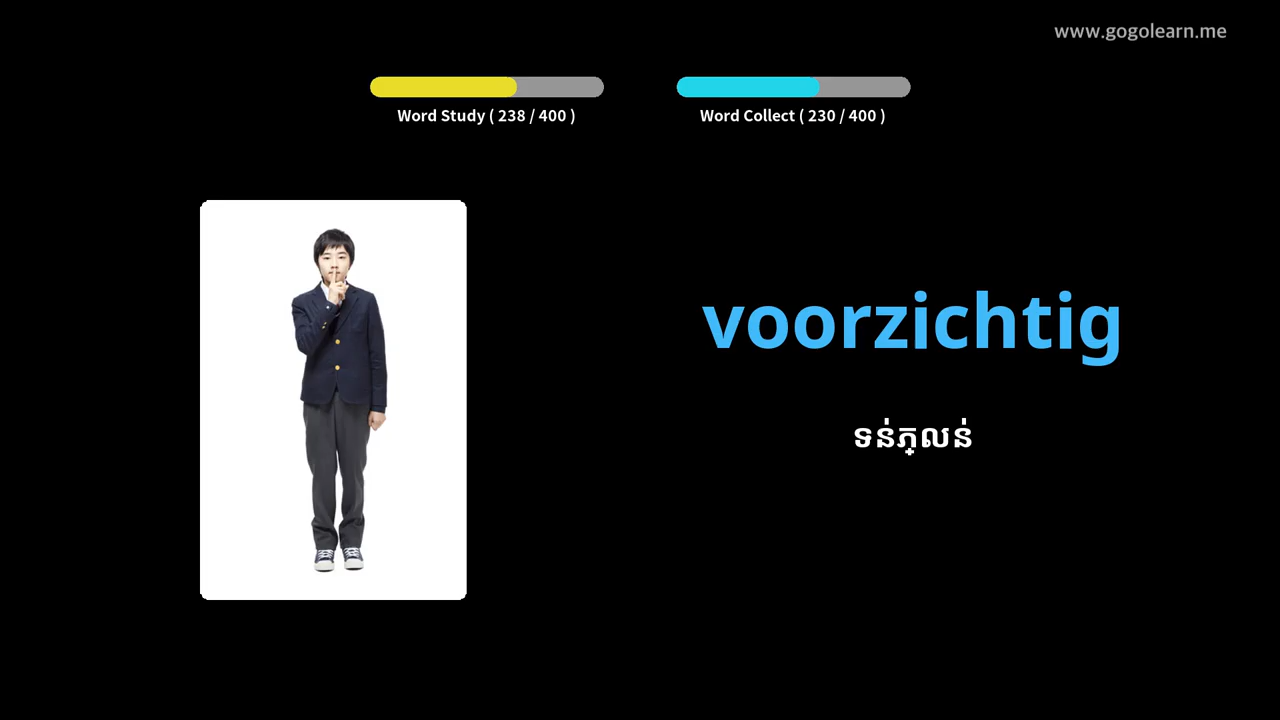 www.gogolearn.me
Word Study ( 238 / 400 )
Word Collect ( 230 / 400 )
voorzichtig
ទន់ភ្លន់